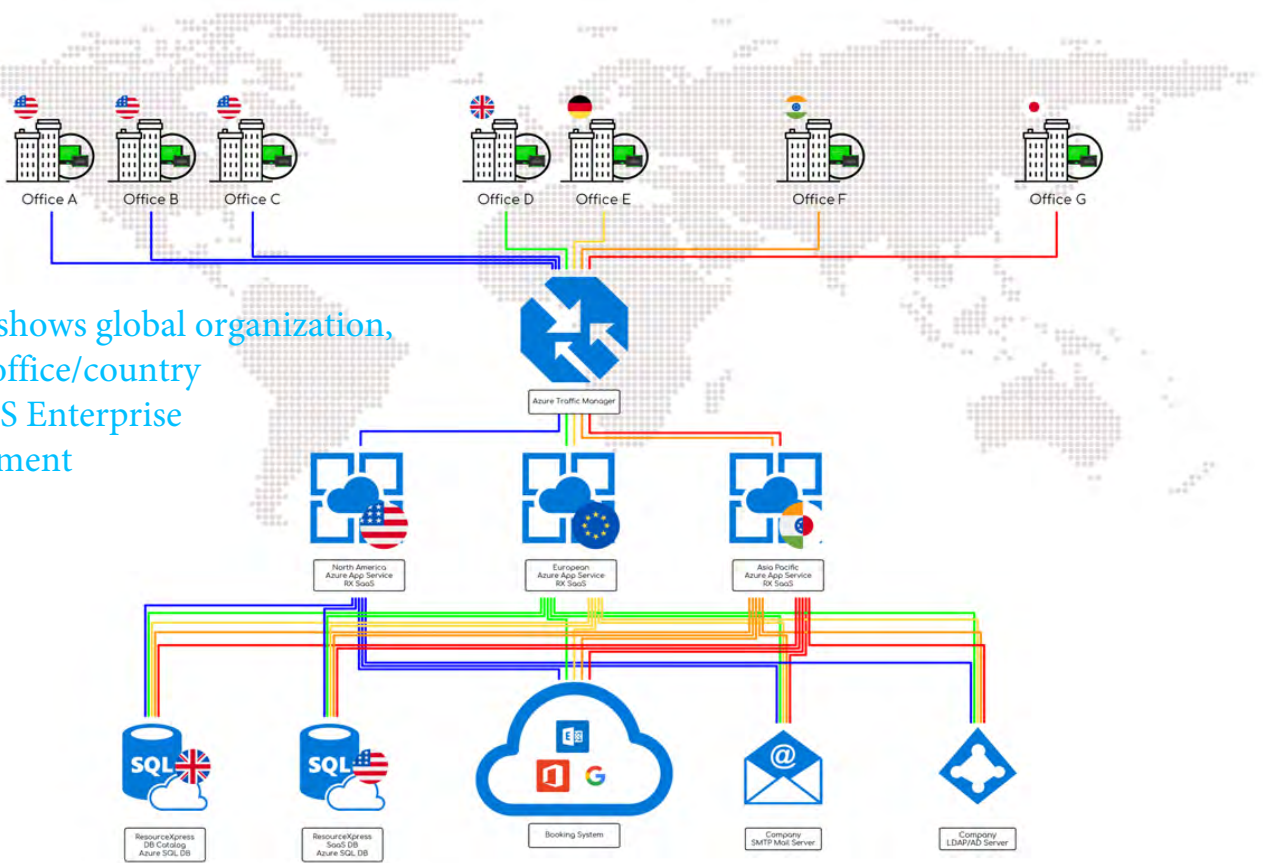 Office A
Office B
Office C
Office D
Office E
Office F
Office G
shows global organization,
office/country
S Enterprise
ment
Azure Traffic Manager
North America
Azure App Service
RX SaaS
European
Azure App Service
RX SaaS
Asia Pacific
Azure App Service
RX SaaS
SQL
SQL
E
G
@
ResourceXpress
DB Catalog
Azure SQL DB
ResourceXpress
SaaS DB
Azure SQL DB
Booking System
Company
SMTP Mail Server
Company
LDAP/AD Server